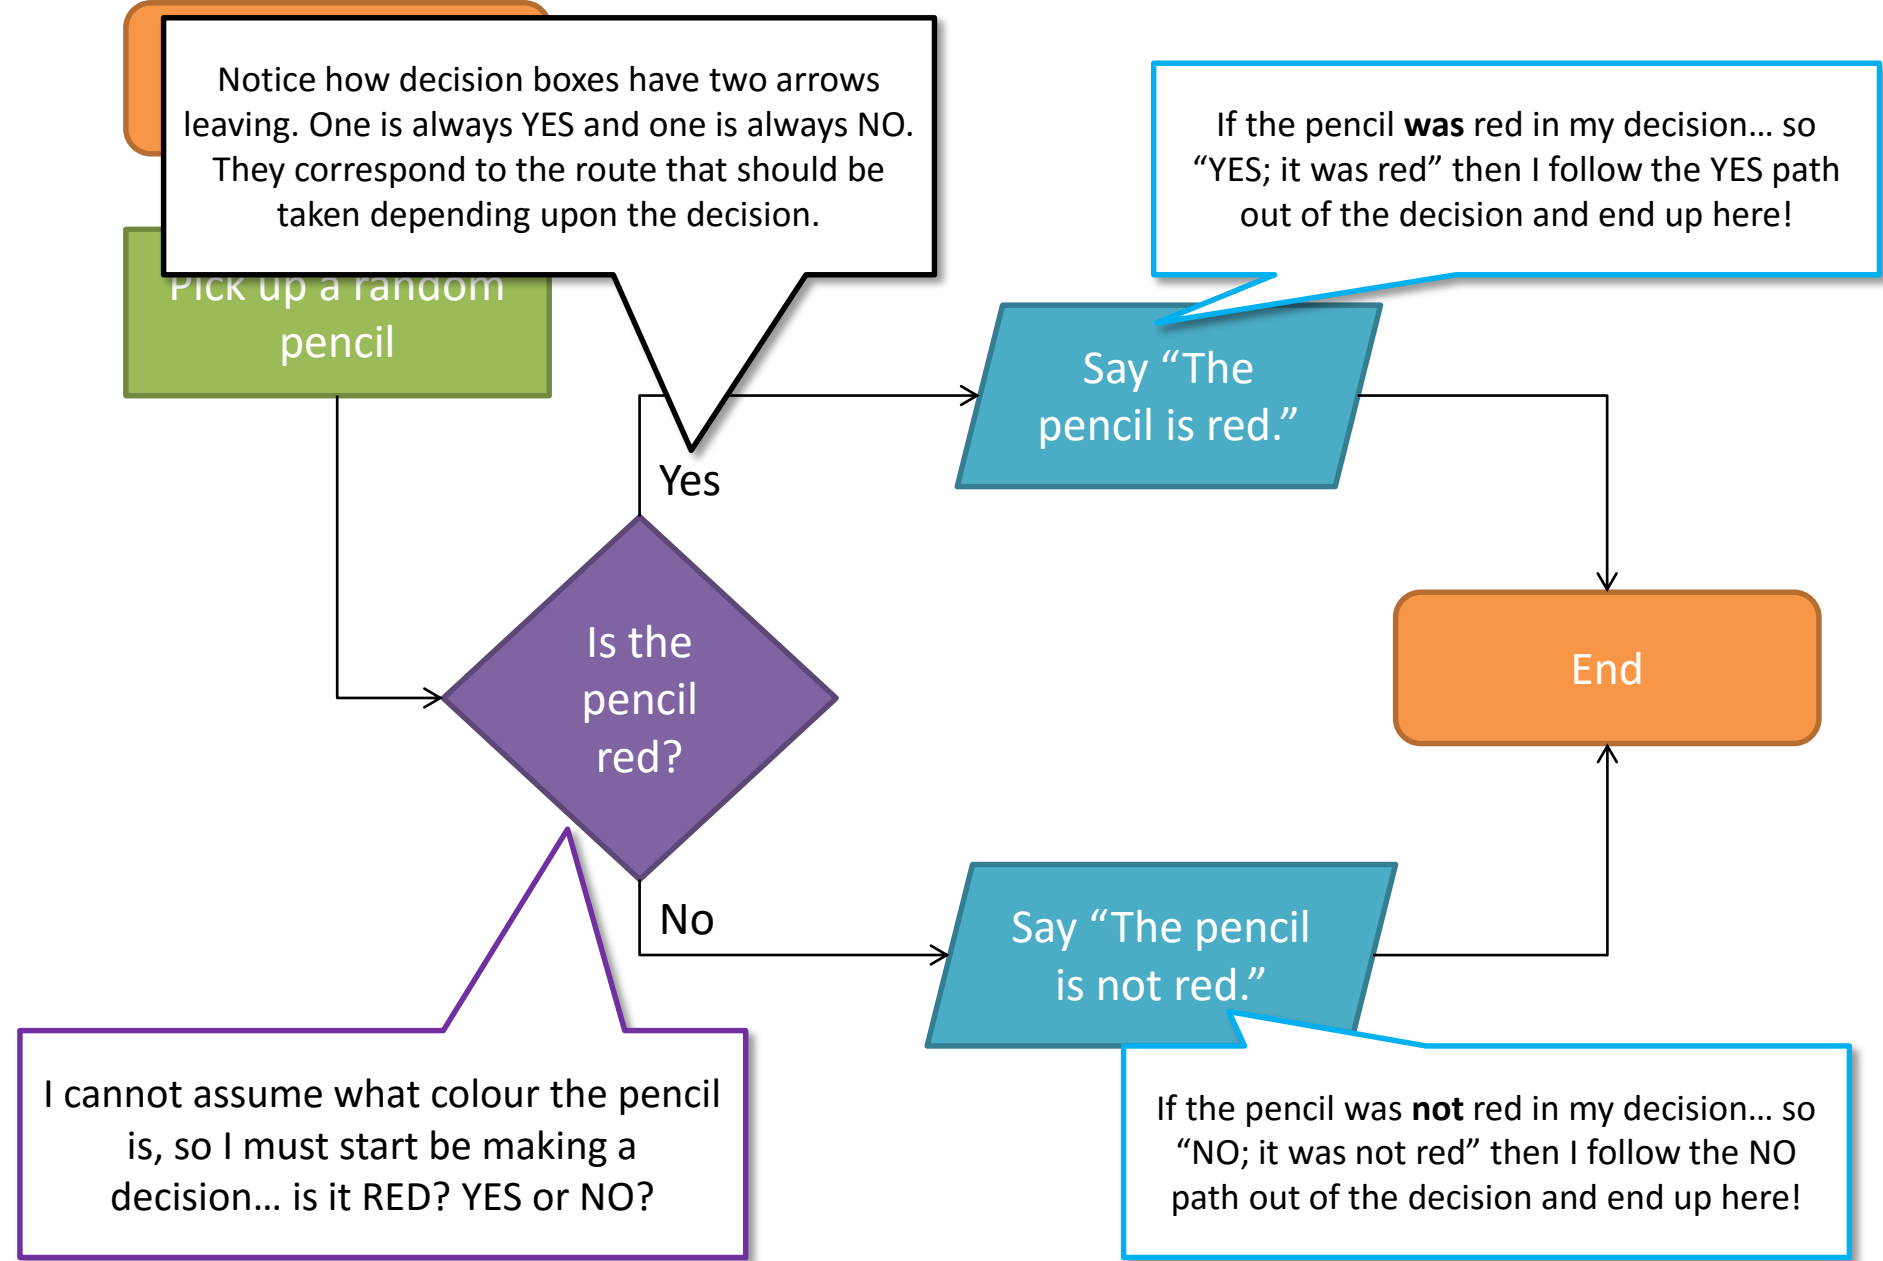 Notice how decision boxes have two arrows
leaving. One is always YES and one is always NO.
They correspond to the route that should be
taken depending upon the decision.
If the pencil was red in my decision… so
“YES; it was red” then I follow the YES path
out of the decision and end up here!
Pick up a random
pencil
Say “The
pencil is red.”
Yes
Is the
pencil
red?
End
No
Say “The pencil
is not red.”
I cannot assume what colour the pencil
is, so I must start be making a
decision… is it RED? YES or NO?
If the pencil was not red in my decision… so
“NO; it was not red” then I follow the NO
path out of the decision and end up here!